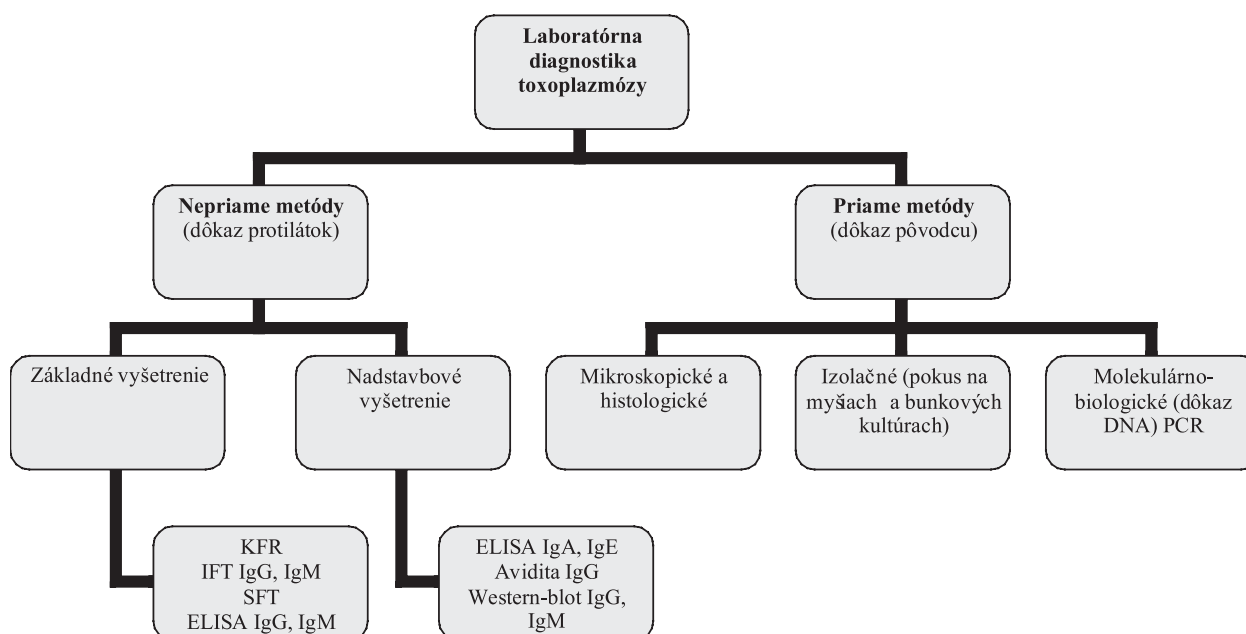 Laboratórna
diagnostika
toxoplazmózy
Nepriame metódy
(dôkaz protilátok)
Priame metódy
(dôkaz pôvodcu)
Základné vyšetrenie
Nadstavbové
vyšetrenie
Mikroskopické a
histologické
Izolačné (pokus na
myšiach a bunkových
kultúrach)
Molekulárno-
biologické (dôkaz
DNA) PCR
KFR
IFT IgG, IgM
SFT
ELISA IgG, IgM
ELISA IgA, IgE
Avidita IgG
Western-blot IgG,
IgM